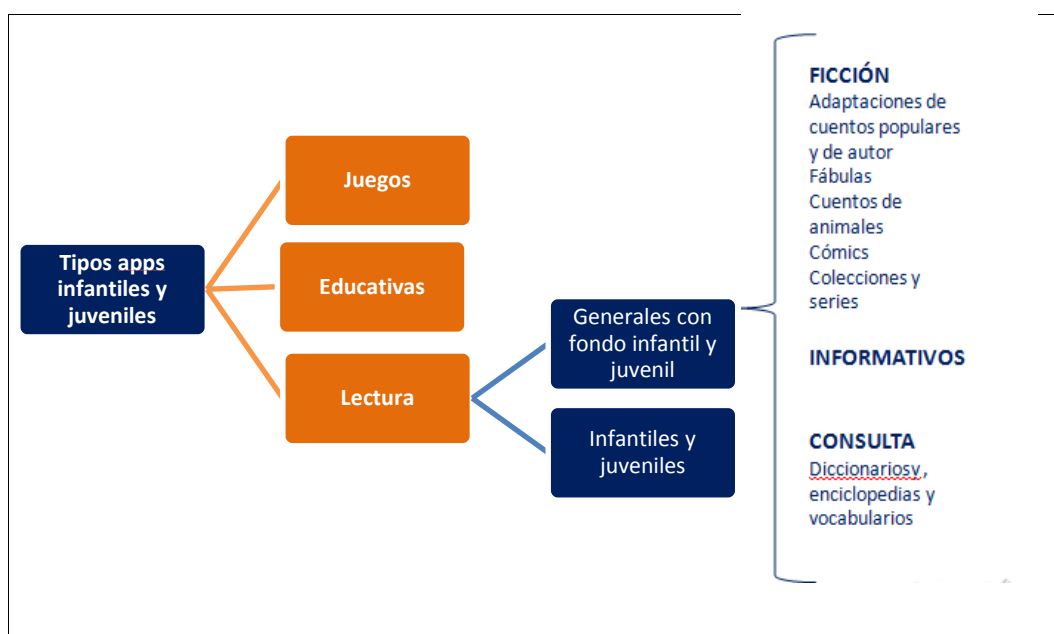 Tipos apps
infantiles y
juveniles
Juegos
Educativas
Lectura
Generales con
fondo infantil y
juvenil
Infantiles y
juveniles
FICCIÓN
Adaptaciones de
cuentos populares
y de autor
Fábulas
Cuentos de
animales
Cómics
Colecciones y
series
INFORMATIVOS
CONSULTA
Diccionariosy,
enciclopedias y
vocabularios